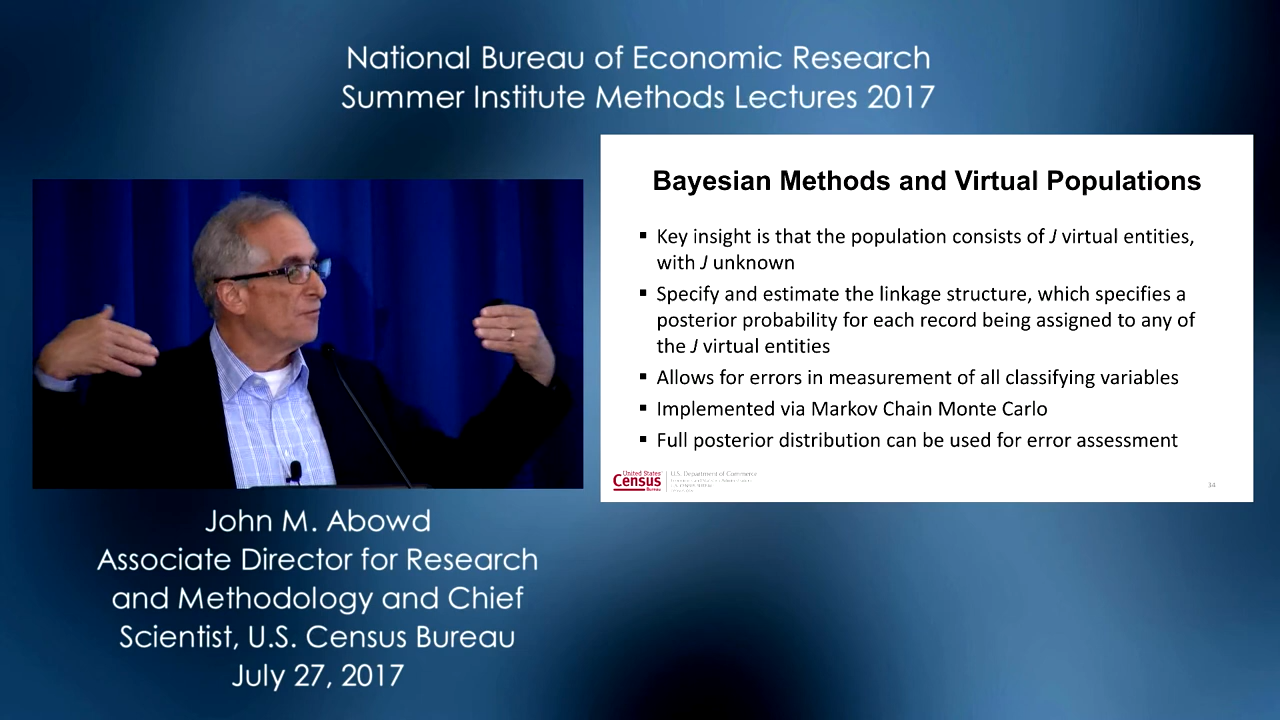 National Bureau of Economic Research
Summer Institute Methods Lectures 2017
Bayesian Methods and Virtual Populations
▪ Key insight is that the population consists of J virtual entities,
with J unknown
▪ Specify and estimate the linkage structure, which specifies a
posterior probability for each record being assigned to any of
the J virtual entities
▪ Allows for errors in measurement of all classifying variables
▪ Implemented via Markov Chain Monte Carlo
▪ Full posterior distribution can be used for error assessment
United States
Census
Bureau
U.S. Department of Commerce
34
John M. Abowd
Associate Director for Research
and Methodology and Chief
Scientist, U.S. Census Bureau
July 27, 2017